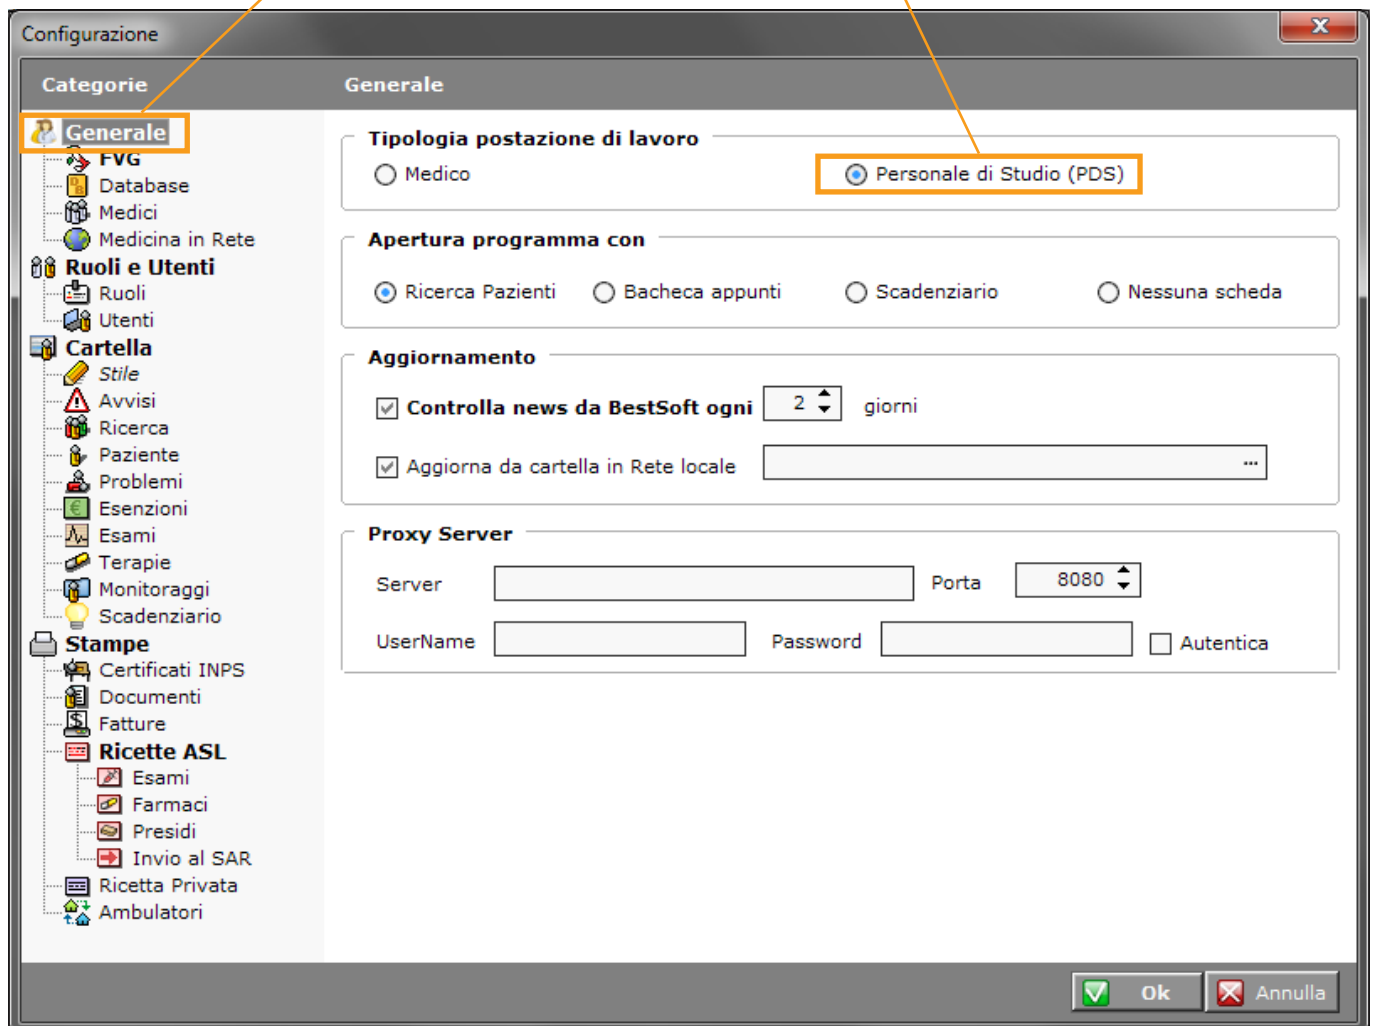 Configurazione
Categorie
Generale
Generale
FVG
Database
Medici
Medicina in Rete
Ruoli e Utenti
Ruoli
Utenti
Cartella
Stile
Avvisi
Ricerca
Paziente
Problemi
Esenzioni
Esami
Terapie
Monitoraggi
Scadenziario
Stampe
Certificati INPS
Documenti
Fatture
Ricette ASL
Esami
Farmaci
Presidi
Invio al SAR
Ricetta Privata
Ambulatori
Tipologia postazione di lavoro
Medico Personale di Studio (PDS)
Apertura programma con
Ricerca Pazienti Bacheca appunti Scadenziario Nessuna scheda
Aggiornamento
Controlla news da BestSoft ogni 2 giorni
Aggiorna da cartella in Rete locale ...
Proxy Server
Server Porta 8080
UserName Password Autentica
Ok Annulla